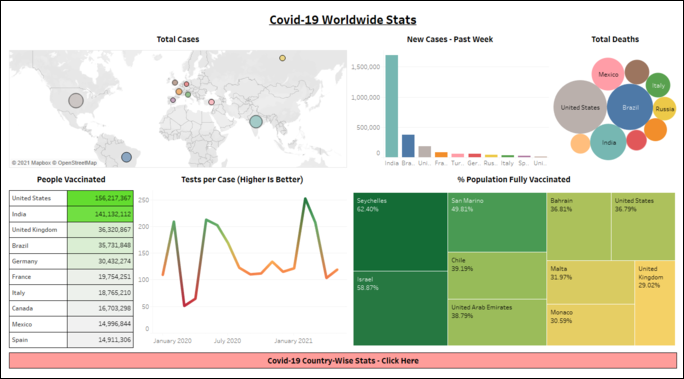 Covid-19 Worldwide Stats
Total Cases
© 2021 Mapbox © OpenStreetMap
New Cases - Past Week
1,500,000
1,000,000
500,000
0
India Bra.. Uni.. Fra.. Tur.. Ger.. Rus.. Italy Sp.. Uni..
Total Deaths
Mexico
Italy
United States
Brazil
Russia
India
People Vaccinated
United States 156,217,367
India 141,132,112
United Kingdom 36,320,867
Brazil 35,731,848
Germany 30,432,274
France 19,754,251
Italy 18,765,210
Canada 16,703,298
Mexico 14,996,844
Spain 14,911,306
Tests per Case (Higher Is Better)
250
200
150
100
50
0
January 2020 July 2020 January 2021
% Population Fully Vaccinated
Seychelles
62.40%
Israel
58.87%
San Marino
49.81%
Chile
39.19%
United Arab Emirates
38.79%
Bahrain
36.81%
United States
36.79%
Malta
31.97%
Monaco
30.59%
United
Kingdom
29.02%
Covid-19 Country-Wise Stats - Click Here